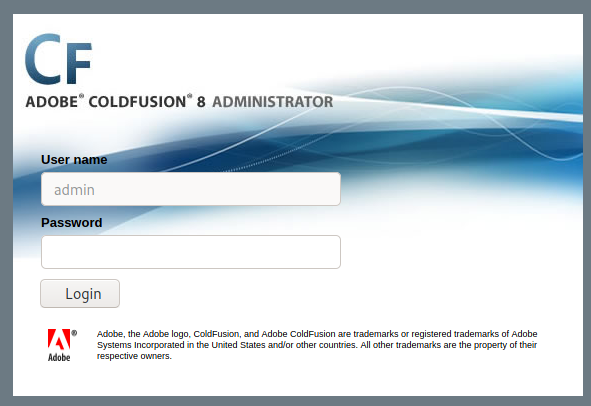 CF
ADOBE® COLDFUSION® 8 ADMINISTRATOR
User name
admin
Password
Login
Adobe
Adobe, the Adobe logo, ColdFusion, and Adobe ColdFusion are trademarks or registered trademarks of Adobe
Systems Incorporated in the United States and/or other countries. All other trademarks are the property of their
respective owners.